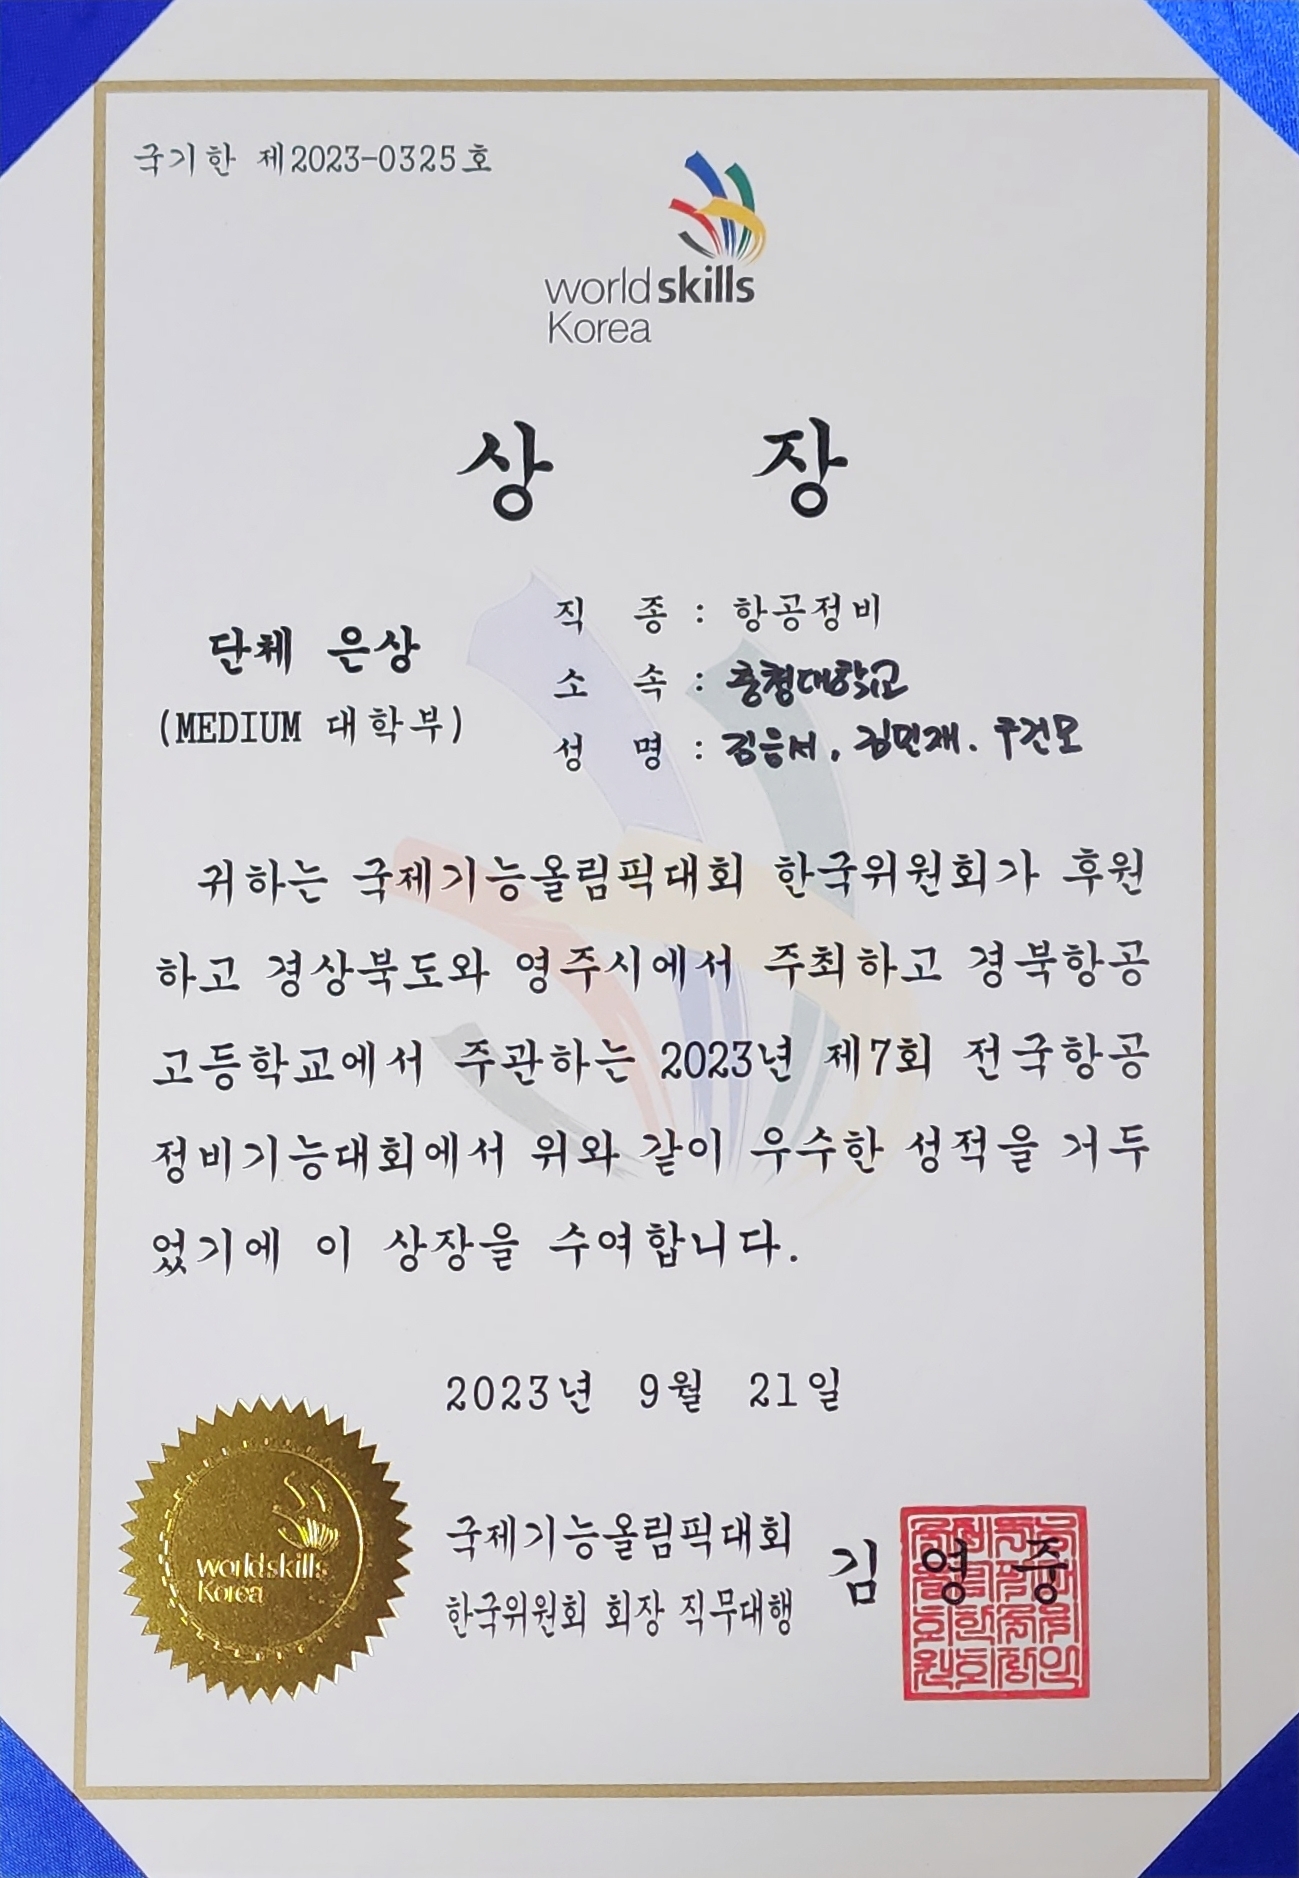 국기한 제2023-0325호
world skills
Korea
상 장
단체 은상
(MEDIUM 대학부)
직 종 : 항공정비
소 속 : 충청대학교
성 명 : 김응서, 김민재. 우건모
귀하는 국제기능올림픽대회 한국위원회가 후원
하고 경상북도와 영주시에서 주최하고 경북항공
고등학교에서 주관하는 2023년 제7회 전국항공
정비기능대회에서 위와 같이 우수한 성적을 거두
었기에 이 상장을 수여합니다.
2023년 9월 21일
worldskills
Korea
국제기능올림픽대회
한국위원회 회장 직무대행
김영중